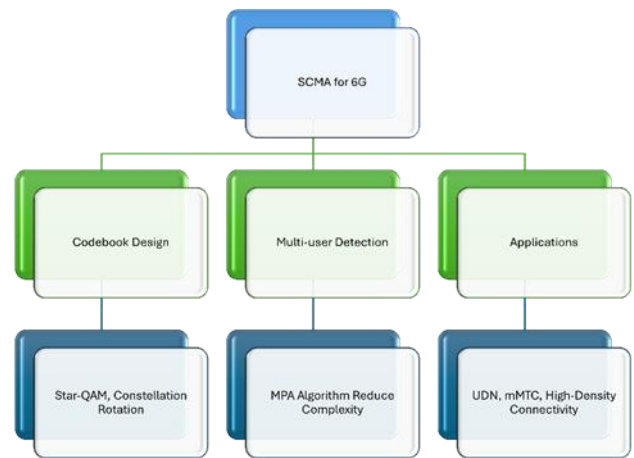 SCMA for 6G
Codebook Design
Multi-user Detection
Applications
Star-QAM, Constellation
Rotation
MPA Algorithm Reduce
Complexity
UDN, mMTC, High-Density
Connectivity